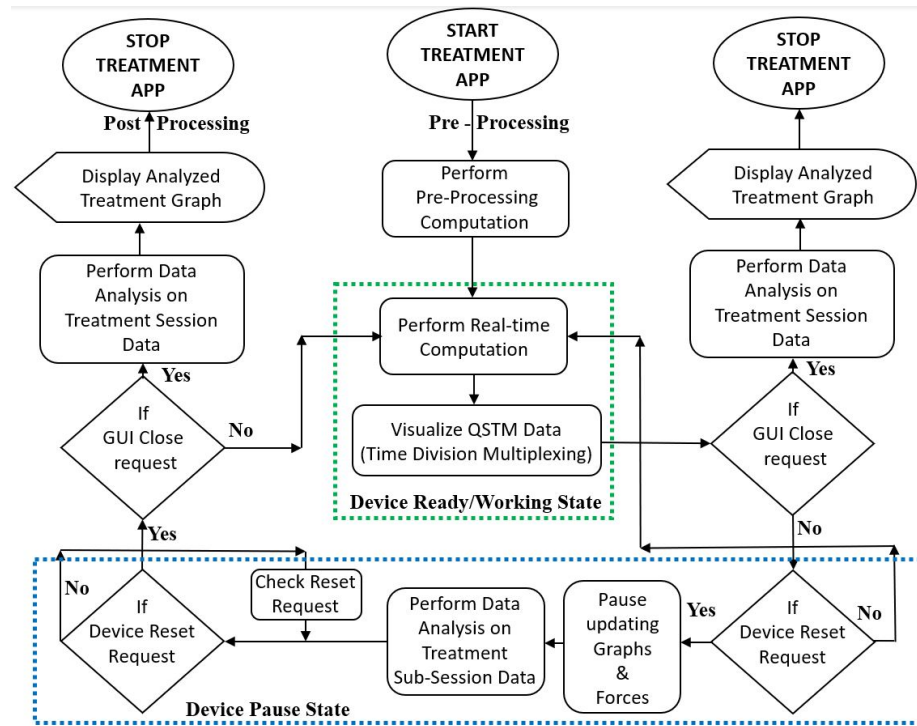 STOP
TREATMENT
APP
START
TREATMENT
APP
STOP
TREATMENT
APP
Post Processing
Pre - Processing
Display Analyzed
Treatment Graph
Perform
Pre-Processing
Computation
Display Analyzed
Treatment Graph
Perform Data
Analysis on
Treatment Session
Data
Perform Real-time
Computation
Perform Data
Analysis on
Treatment Session
Data
Yes
If
GUI Close
request
No
Visualize QSTM Data
(Time Division Multiplexing)
Device Ready/Working State
Yes
If
GUI Close
request
No
Yes
No
If
Device Reset
Request
Check Reset
Request
Perform Data
Analysis on
Treatment
Sub-Session Data
Pause
updating
Graphs
&
Forces
Yes
If
Device Reset
Request
No
Device Pause State